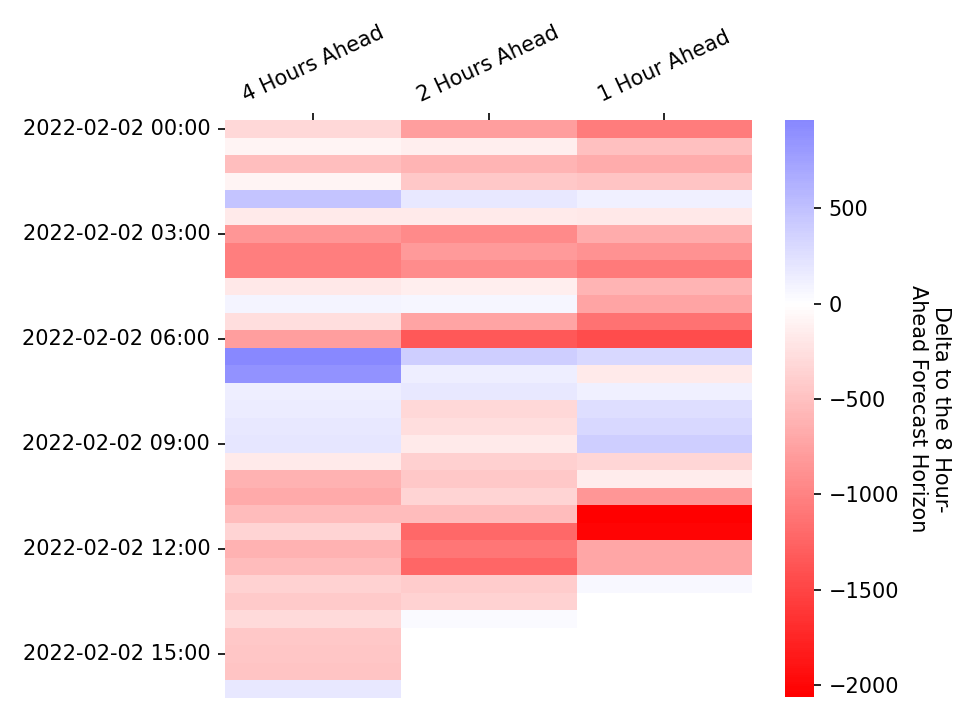 4 Hours Ahead
2 Hours Ahead
1 Hour Ahead
2022-02-02 00:00
2022-02-02 03:00
2022-02-02 06:00
2022-02-02 09:00
2022-02-02 12:00
2022-02-02 15:00
500
0
−500
−1000
−1500
−2000
Delta to the 8 Hour-
Ahead Forecast Horizon